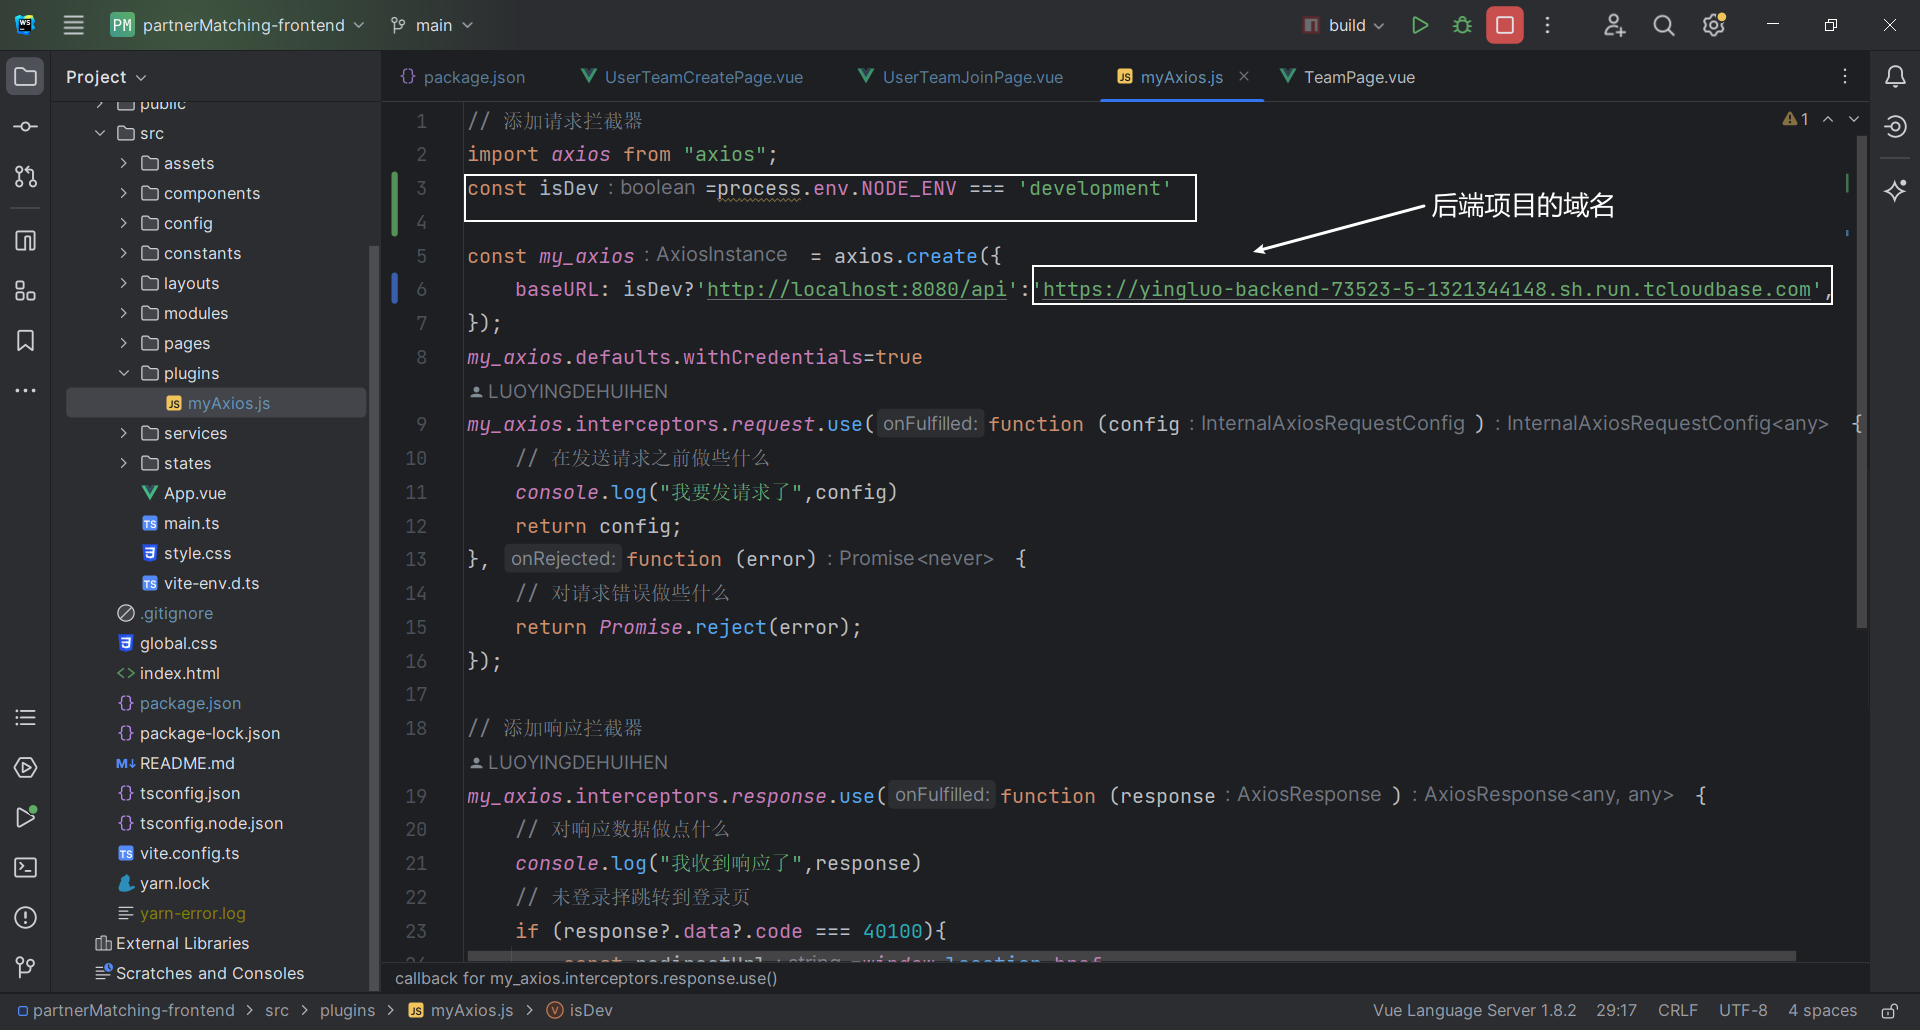 PM partnerMatching-frontend main build
Project
package.json UserTeamCreatePage.vue UserTeamJoinPage.vue myAxios.js TeamPage.vue
public
src
assets
components
config
constants
layouts
modules
pages
plugins
myAxios.js
services
states
App.vue
main.ts
style.css
vite-env.d.ts
.gitignore
global.css
index.html
package.json
package-lock.json
README.md
tsconfig.json
tsconfig.node.json
vite.config.ts
yarn.lock
yarn-error.log
External Libraries
Scratches and Consoles
1
1 // 添加请求拦截器
2 import axios from "axios";
3 const isDev : boolean =process.env.NODE_ENV === 'development'
4
后端项目的域名
5 const my_axios : AxiosInstance = axios.create({
6 baseURL: isDev?'http://localhost:8080/api':'https://yingluo-backend-73523-5-1321344148.sh.run.tcloudbase.com',
7 });
8 my_axios.defaults.withCredentials=true
LUOYINGDEHUIHEN
9 my_axios.interceptors.request.use( onFulfilled: function (config : InternalAxiosRequestConfig ) : InternalAxiosRequestConfig<any> {
10 // 在发送请求之前做些什么
11 console.log("我要发请求了",config)
12 return config;
13 }, onRejected: function (error) : Promise<never> {
14 // 对请求错误做些什么
15 return Promise.reject(error);
16 });
17
18 // 添加响应拦截器
LUOYINGDEHUIHEN
19 my_axios.interceptors.response.use( onFulfilled: function (response : AxiosResponse ) : AxiosResponse<any, any> {
20 // 对响应数据做点什么
21 console.log("我收到响应了",response)
22 // 未登录择跳转到登录页
23 if (response?.data?.code === 40100){
24 const redirectUrl : string =window.location.href
callback for my_axios.interceptors.response.use()
partnerMatching-frontend > src > plugins > myAxios.js > isDev Vue Language Server 1.8.2 29:17 CRLF UTF-8 4 spaces